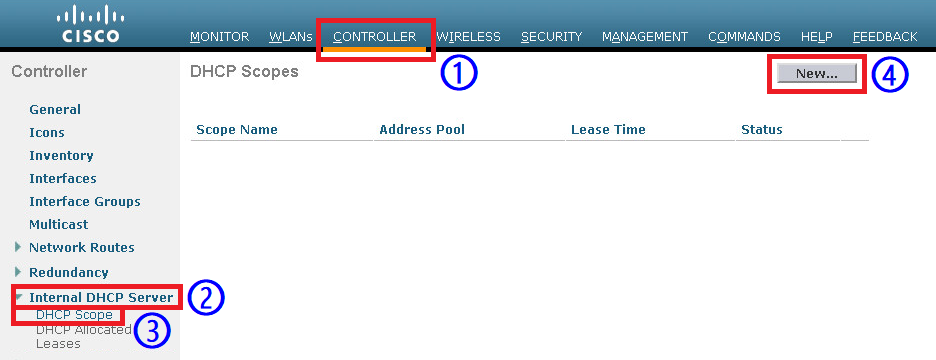 CISCO
MONITOR WLANs CONTROLLER WIRELESS SECURITY MANAGEMENT COMMANDS HELP FEEDBACK
1
Controller
DHCP Scopes
New...
4
General
Icons
Inventory
Interfaces
Interface Groups
Multicast
Network Routes
Redundancy
Internal DHCP Server
2
DHCP Scope
3
DHCP Allocated
Leases
Scope Name Address Pool Lease Time Status